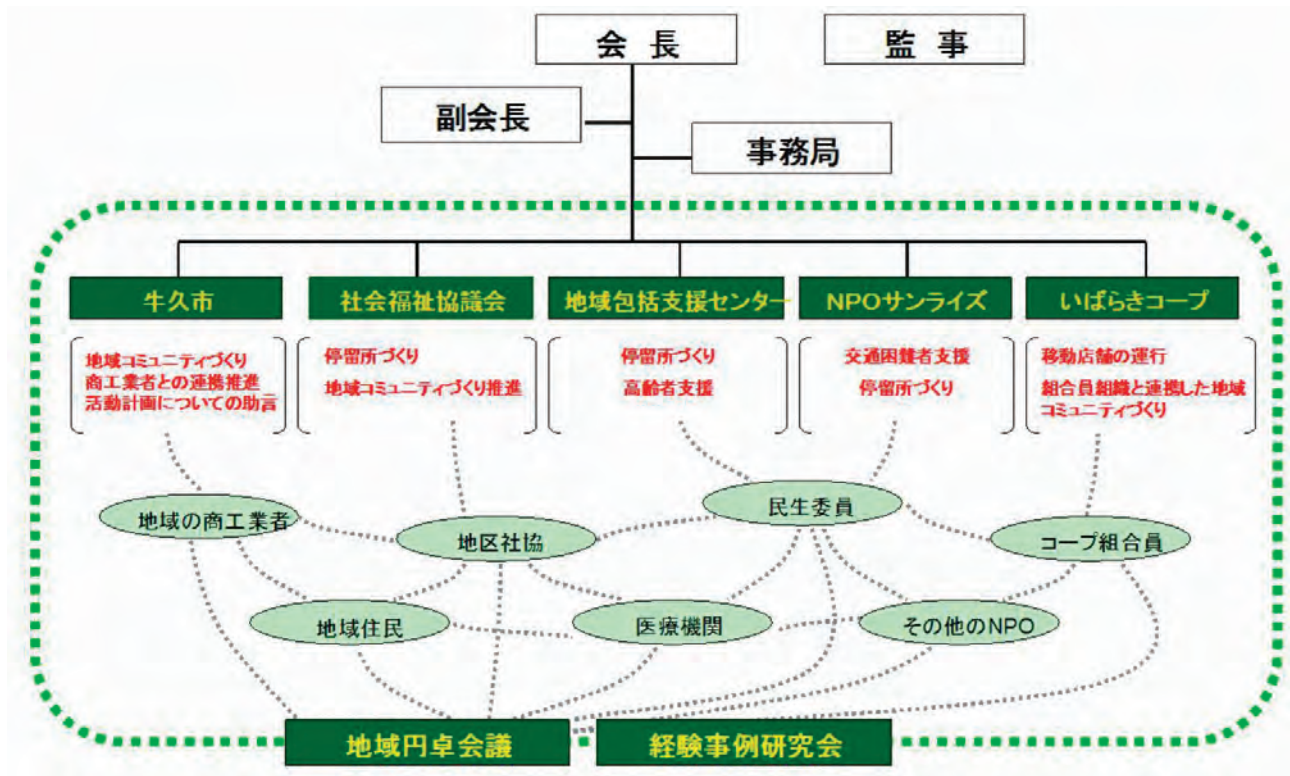 会 長
監 事
副会長
事務局
牛久市
社会福祉協議会
地域包括支援センター
NPOサンライズ
いばらきコープ
地域コミュニティづくり
商工業者との連携推進
活動計画についての助言
停留所づくり
地域コミュニティづくり推進
停留所づくり
高齢者支援
交通困難者支援
停留所づくり
移動店舗の運行
組合員組織と連携した地域
コミュニティづくり
地域の商工業者
地区社協
民生委員
コープ組合員
地域住民
医療機関
その他のNPO
地域円卓会議
経験事例研究会